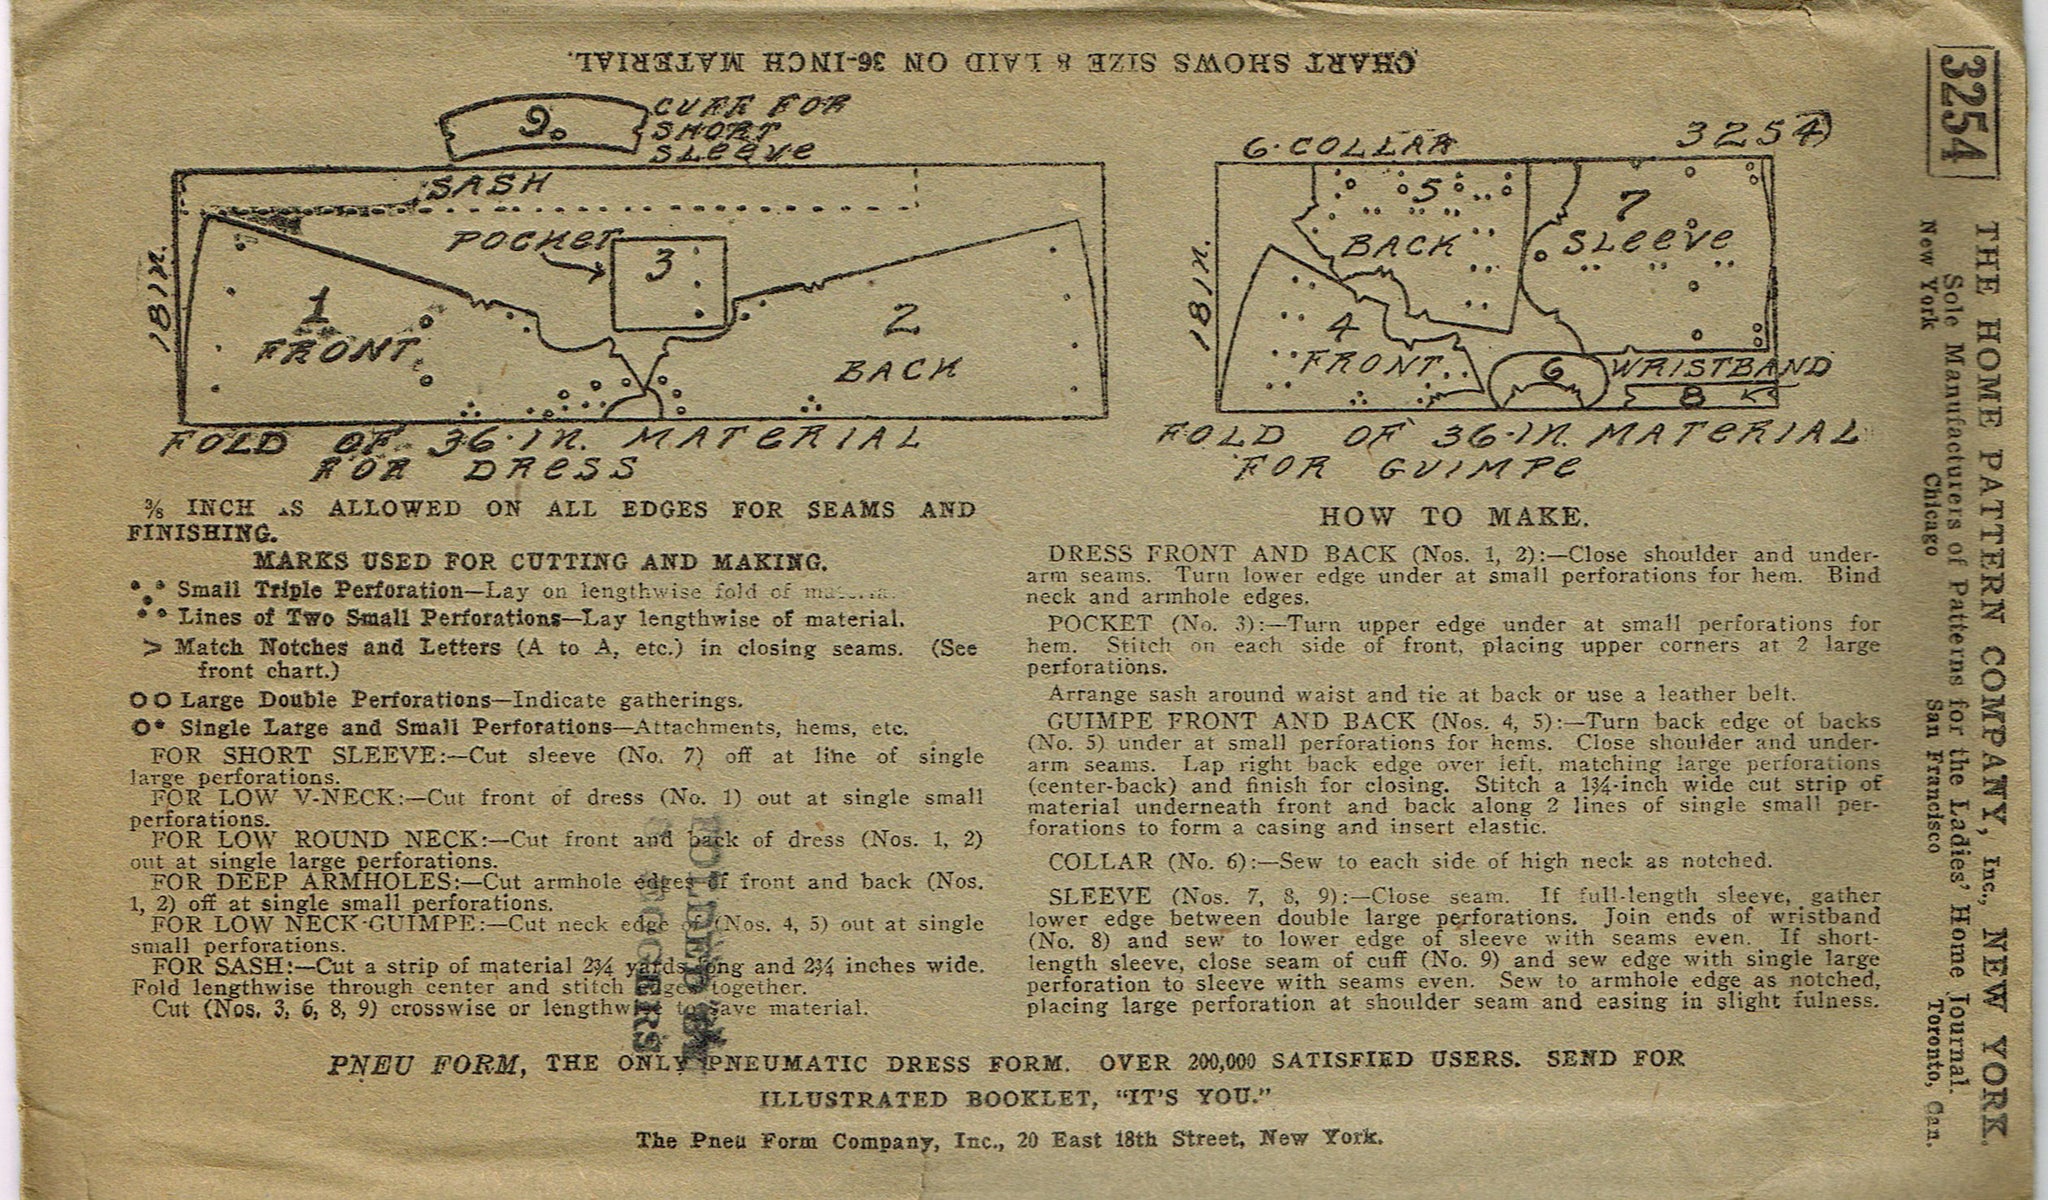 CHART SHOWS SIZE 8 LAID ON 36-INCH MATERIAL.
9
CUFF FOR
SHORT
SLEEVE
SASH
POCKET
3
18 IN.
1
FRONT
2
BACK
FOLD OF 36-IN. MATERIAL
FOR DRESS
6-COLLAR
3254
5
BACK
7
SLEEVE
18 IN.
4
FRONT
6
WRISTBAND
8
FOLD OF 36-IN. MATERIAL
FOR GUIMPE
⅜ INCH IS ALLOWED ON ALL EDGES FOR SEAMS AND
FINISHING.
MARKS USED FOR CUTTING AND MAKING.
Small Triple Perforation—Lay on lengthwise fold of material.
Lines of Two Small Perforations—Lay lengthwise of material.
> Match Notches and Letters (A to A, etc.) in closing seams. (See
front chart.)
Large Double Perforations—Indicate gatherings.
Single Large and Small Perforations—Attachments, hems, etc.
FOR SHORT SLEEVE:—Cut sleeve (No. 7) off at line of single
large perforations.
FOR LOW V-NECK:—Cut front of dress (No. 1) out at single small
perforations.
FOR LOW ROUND NECK:—Cut front and back of dress (Nos. 1, 2)
out at single large perforations.
FOR DEEP ARMHOLES:—Cut armhole edges of front and back (Nos.
1, 2) off at single small perforations.
FOR LOW NECK-GUIMPE:—Cut neck edge of (Nos. 4, 5) out at single
small perforations.
FOR SASH:—Cut a strip of material 2¾ yards long and 2¾ inches wide.
Fold lengthwise through center and stitch edges together.
Cut (Nos. 3, 6, 8, 9) crosswise or lengthwise to save material.
HOW TO MAKE.
DRESS FRONT AND BACK (Nos. 1, 2):—Close shoulder and under-
arm seams. Turn lower edge under at small perforations for hem. Bind
neck and armhole edges.
POCKET (No. 3):—Turn upper edge under at small perforations for
hem. Stitch on each side of front, placing upper corners at 2 large
perforations.
Arrange sash around waist and tie at back or use a leather belt.
GUIMPE FRONT AND BACK (Nos. 4, 5):—Turn back edge of backs
(No. 5) under at small perforations for hems. Close shoulder and under-
arm seams. Lap right back edge over left, matching large perforations
(center-back) and finish for closing. Stitch a 1¾-inch wide cut strip of
material underneath front and back along 2 lines of single small per-
forations to form a casing and insert elastic.
COLLAR (No. 6):—Sew to each side of high neck as notched.
SLEEVE (Nos. 7, 8, 9):—Close seam. If full-length sleeve, gather
lower edge between double large perforations. Join ends of wristband
(No. 8) and sew to lower edge of sleeve with seams even. If short-
length sleeve, close seam of cuff (No. 9) and sew edge with single large
perforation to sleeve with seams even. Sew to armhole edge as notched,
placing large perforation at shoulder seam and easing in slight fulness.
PNEU FORM, THE ONLY PNEUMATIC DRESS FORM. OVER 200,000 SATISFIED USERS. SEND FOR
ILLUSTRATED BOOKLET, "IT'S YOU."
The Pneu Form Company, Inc., 20 East 18th Street, New York.
3254
THE HOME PATTERN COMPANY, Inc., NEW YORK.
Sole Manufacturers of Patterns for the Ladies' Home Journal.
New York Chicago San Francisco Toronto, Can.